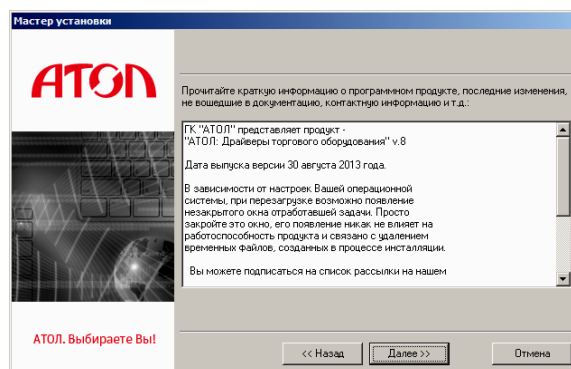 Мастер установки
АТОЛ
Прочитайте краткую информацию о программном продукте, последние изменения,
не вошедшие в документацию, контактную информацию и т.д.:
ГК "АТОЛ" представляет продукт -
"АТОЛ: Драйверы торгового оборудования" v.8
Дата выпуска версии 30 августа 2013 года.
В зависимости от настроек Вашей операционной
системы, при перезагрузке возможно появление
незакрытого окна отработавшей задачи. Просто
закройте это окно, его появление никак не влияет на
работоспособность продукта и связано с удалением
временных файлов, созданных в процессе инсталляции.
Вы можете подписаться на список рассылки на нашем
АТОЛ. Выбираете Вы!
<< Назад
Далее >>
Отмена